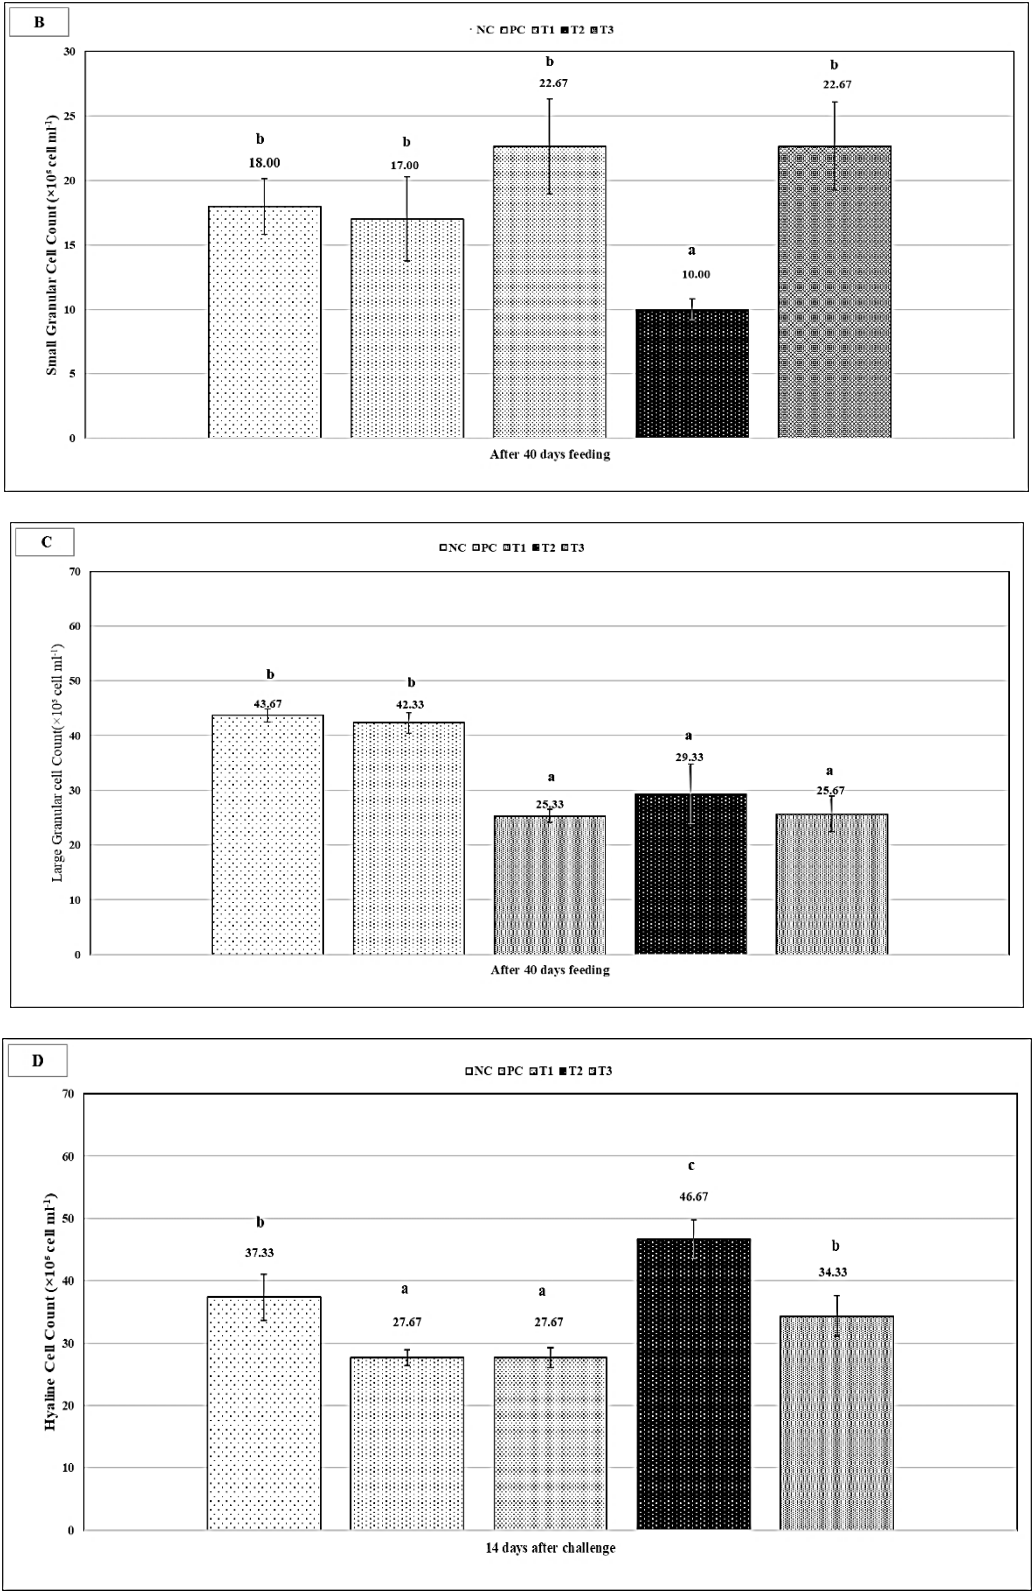 B
· NC PC T1 T2 T3
Small Granular Cell Count (×10⁵ cell ml⁻¹)
30
25
20
15
10
5
0
b
18.00
b
17.00
b
22.67
a
10.00
b
22.67
After 40 days feeding
C
NC PC T1 T2 T3
Large Granular cell Count(×10⁵ cell ml⁻¹)
70
60
50
40
30
20
10
0
b
43.67
b
42.33
a
25.33
a
29.33
a
25.67
After 40 days feeding
D
NC PC T1 T2 T3
Hyaline Cell Count (×10⁵ cell ml⁻¹)
70
60
50
40
30
20
10
0
b
37.33
a
27.67
a
27.67
c
46.67
b
34.33
14 days after challenge